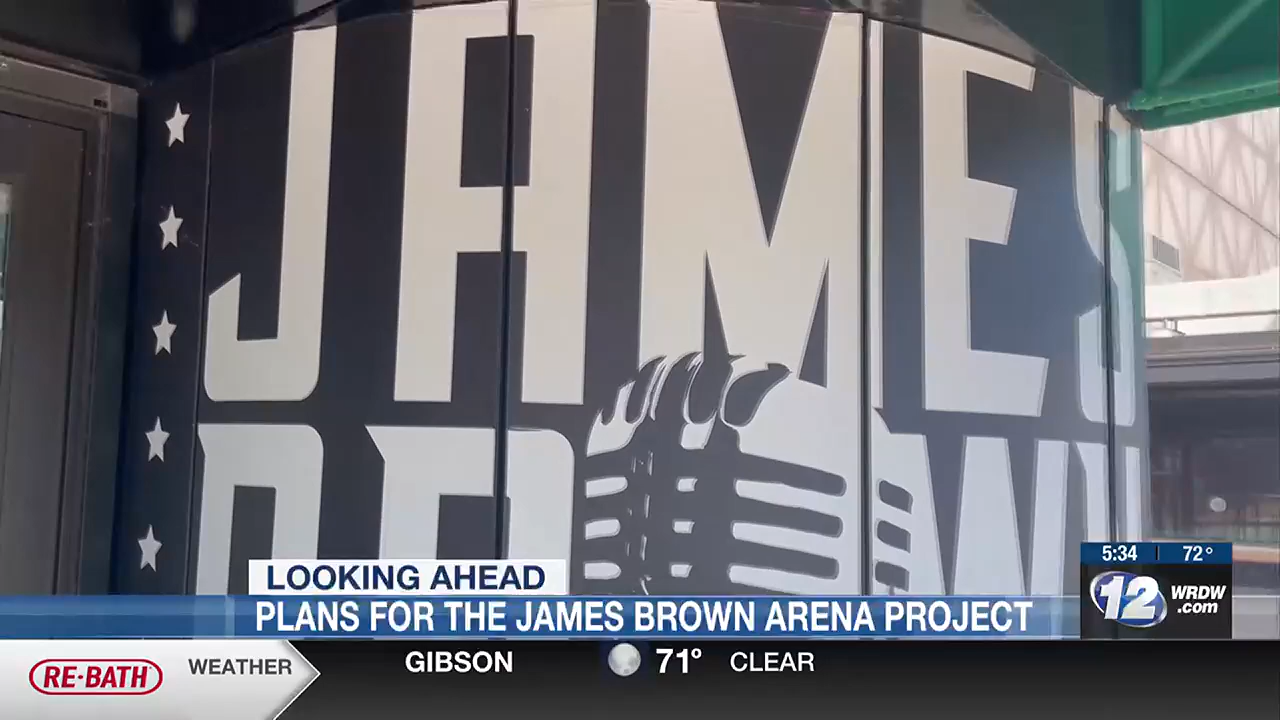 JAMES
BROWN
LOOKING AHEAD
PLANS FOR THE JAMES BROWN ARENA PROJECT
5:34 72°
12 WRDW
.com
RE·BATH WEATHER GIBSON 71° CLEAR